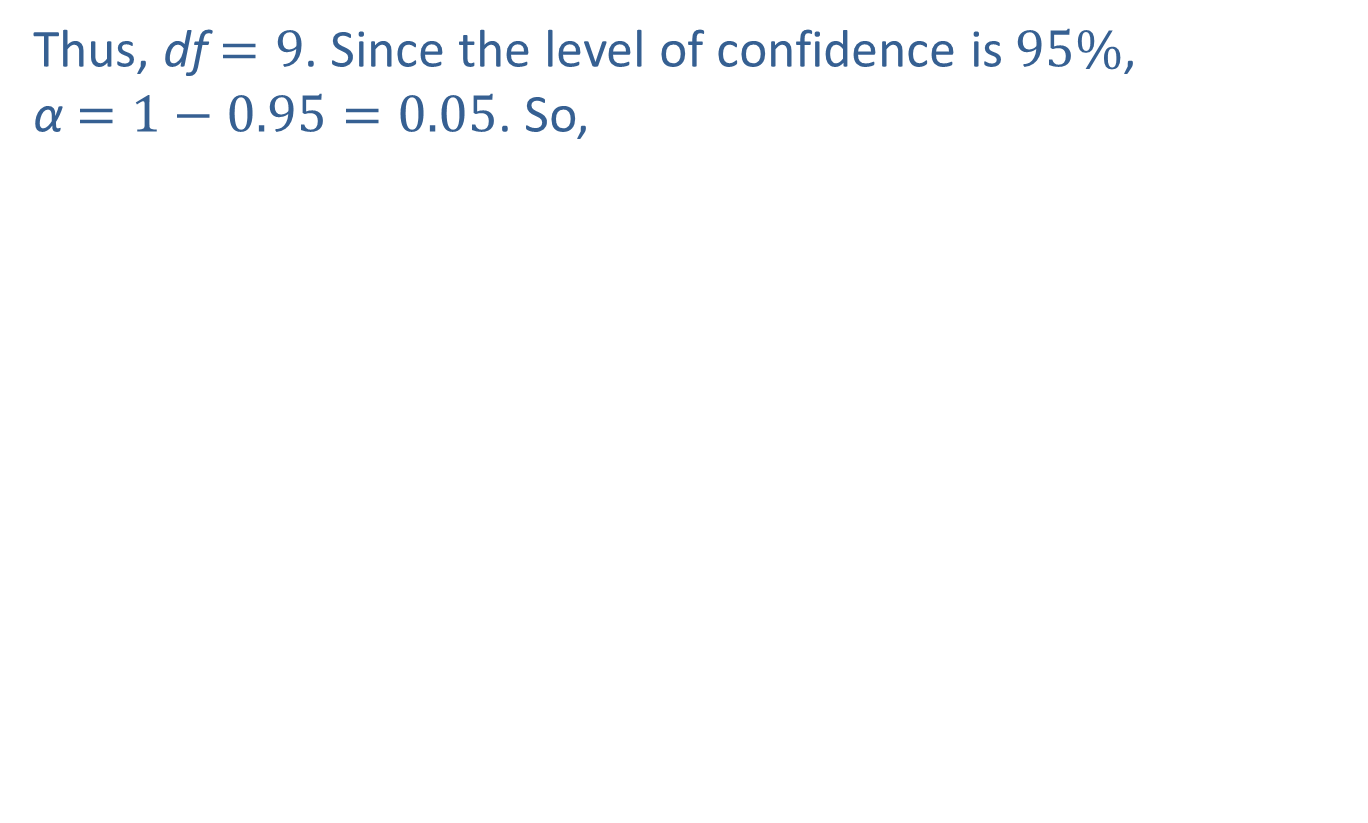 Thus, df = 9. Since the level of confidence is 95%,
α = 1 − 0.95 = 0.05. So,